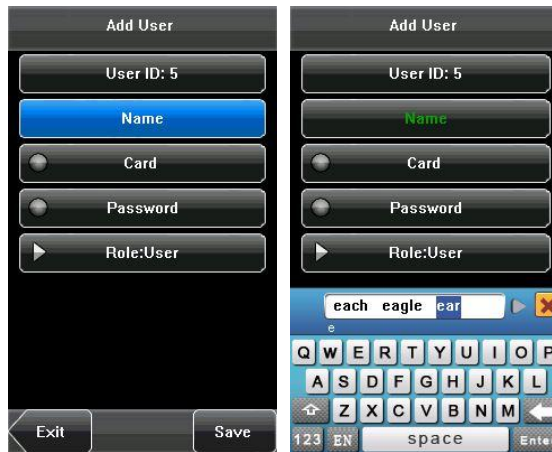 Add User
User ID: 5
Name
Card
Password
Role:User
Exit
Save
Add User
User ID: 5
Name
Card
Password
Role:User
each eagle ear
e
Q W E R T Y U I O P
A S D F G H J K L
Z X C V B N M
123 EN space Enter